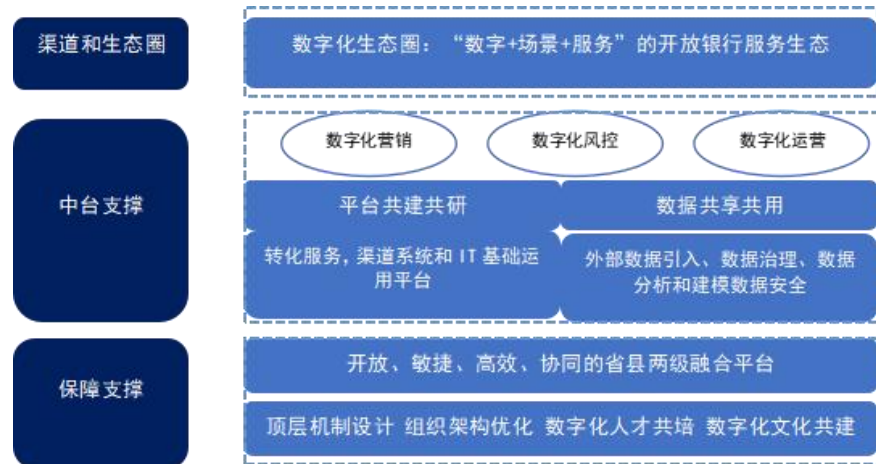 渠道和生态圈
数字化生态圈：“数字+场景+服务”的开放银行服务生态
数字化营销
数字化风控
数字化运营
中台支撑
平台共建共研
数据共享共用
转化服务，渠道系统和 IT 基础运
用平台
外部数据引入、数据治理、数据
分析和建模数据安全
保障支撑
开放、敏捷、高效、协同的省县两级融合平台
顶层机制设计 组织架构优化 数字化人才共培 数字化文化共建